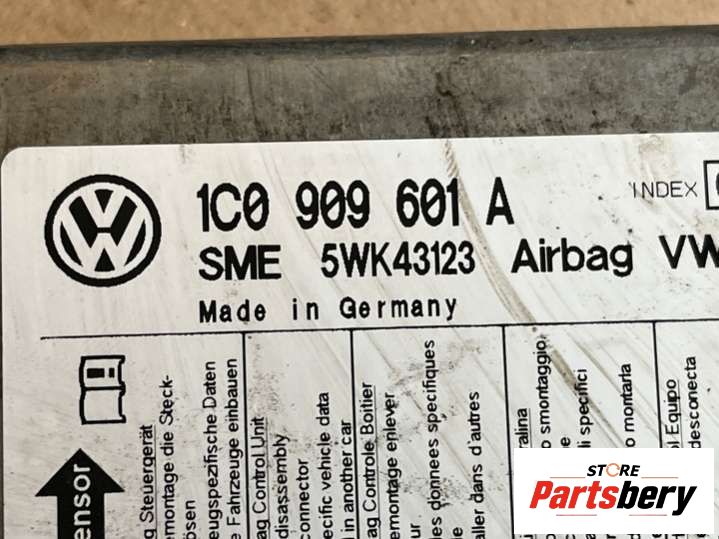 1C0 909 601 A
INDEX
SME 5WK43123 Airbag VW
Made in Germany
ensor
g Steuergerät
emontage die Steck-
ösen
eugspezifische Daten
e Fahrzeuge einbauen
ag Control Unit
disassembly
connector
ecific vehicle data
l in another car
ag Controle Boitier
emontage enlever
ur
es donnees specifiques
aller dans d'autres
ralina
o smontaggio
e
i specifici
o montarla
ol Equipo
desconecta
STORE
Partsbery